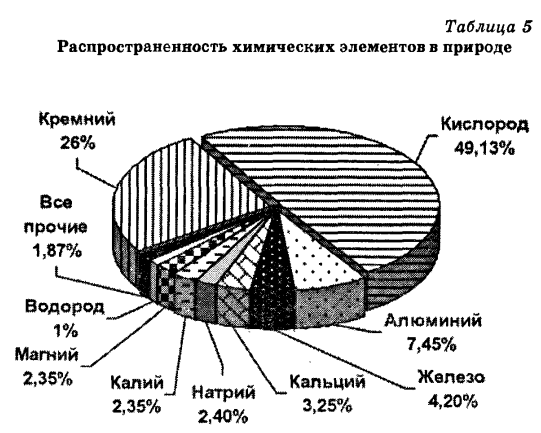 Таблица 5
Распространенность химических элементов в природе
Кремний
26%
Кислород
49,13%
Все
прочие
1,87%
Водород
1%
Магний
2,35%
Калий
2,35%
Натрий
2,40%
Кальций
3,25%
Железо
4,20%
Алюминий
7,45%